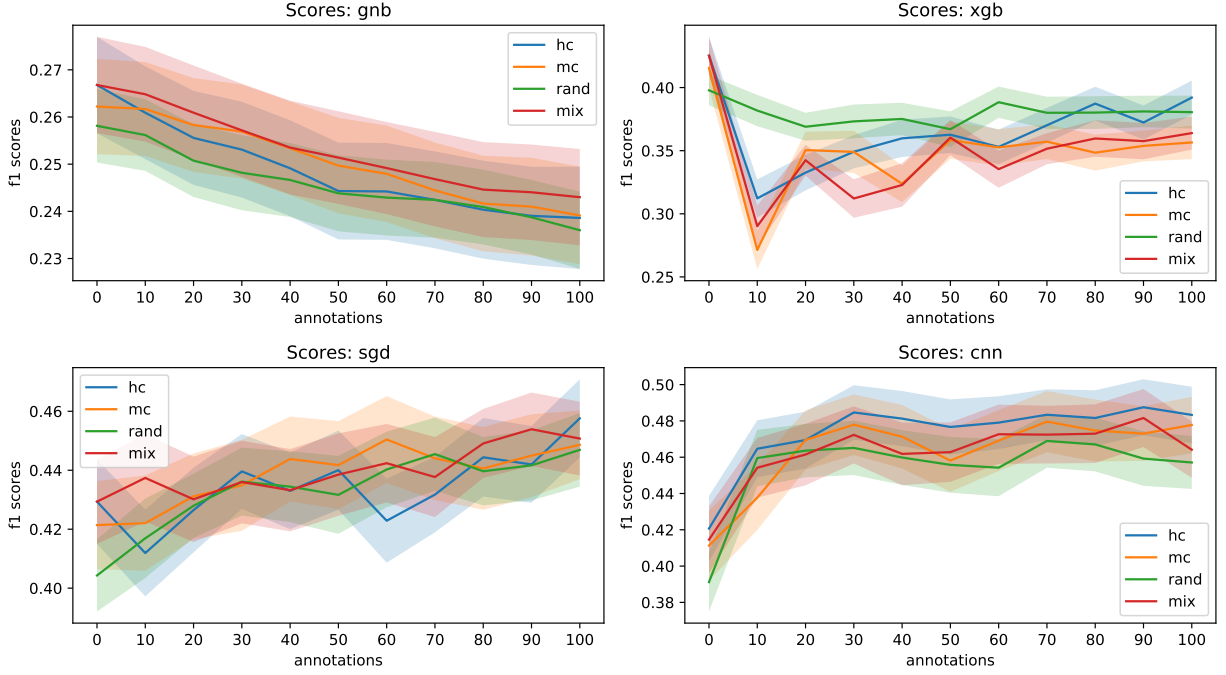 Scores: gnb
0.27
0.26
0.25
0.24
0.23
f1 scores
0 10 20 30 40 50 60 70 80 90 100
annotations
hc
mc
rand
mix
Scores: xgb
0.40
0.35
0.30
0.25
f1 scores
0 10 20 30 40 50 60 70 80 90 100
annotations
hc
mc
rand
mix
Scores: sgd
0.46
0.44
0.42
0.40
f1 scores
0 10 20 30 40 50 60 70 80 90 100
annotations
hc
mc
rand
mix
Scores: cnn
0.50
0.48
0.46
0.44
0.42
0.40
0.38
f1 scores
0 10 20 30 40 50 60 70 80 90 100
annotations
hc
mc
rand
mix